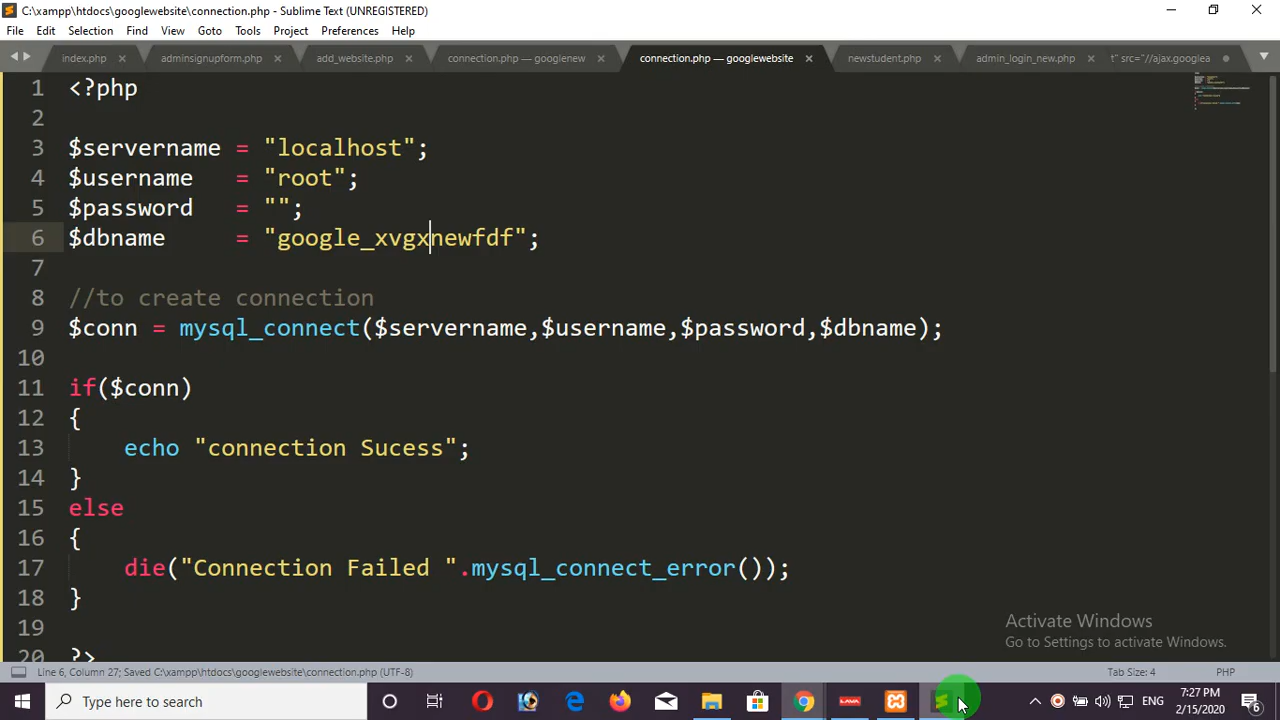 C:\xampp\htdocs\googlewebsite\connection.php - Sublime Text (UNREGISTERED)
File Edit Selection Find View Goto Tools Project Preferences Help
index.php adminsignupform.php add_website.php connection.php — googlenew connection.php — googlewebsite newstudent.php admin_login_new.php t" src="//ajax.googlea
1 <?php
2
3 $servername = "localhost";
4 $username = "root";
5 $password = "";
6 $dbname = "google_xvgxnewfdf";
7
8 //to create connection
9 $conn = mysql_connect($servername,$username,$password,$dbname);
10
11 if($conn)
12 {
13 echo "connection Sucess";
14 }
15 else
16 {
17 die("Connection Failed ".mysql_connect_error());
18 }
19
20 ?>
Activate Windows
Go to Settings to activate Windows.
Line 6, Column 27; Saved C:\xampp\htdocs\googlewebsite\connection.php (UTF-8) Tab Size: 4 PHP
Type here to search LAVA ENG 7:27 PM
2/15/2020 6